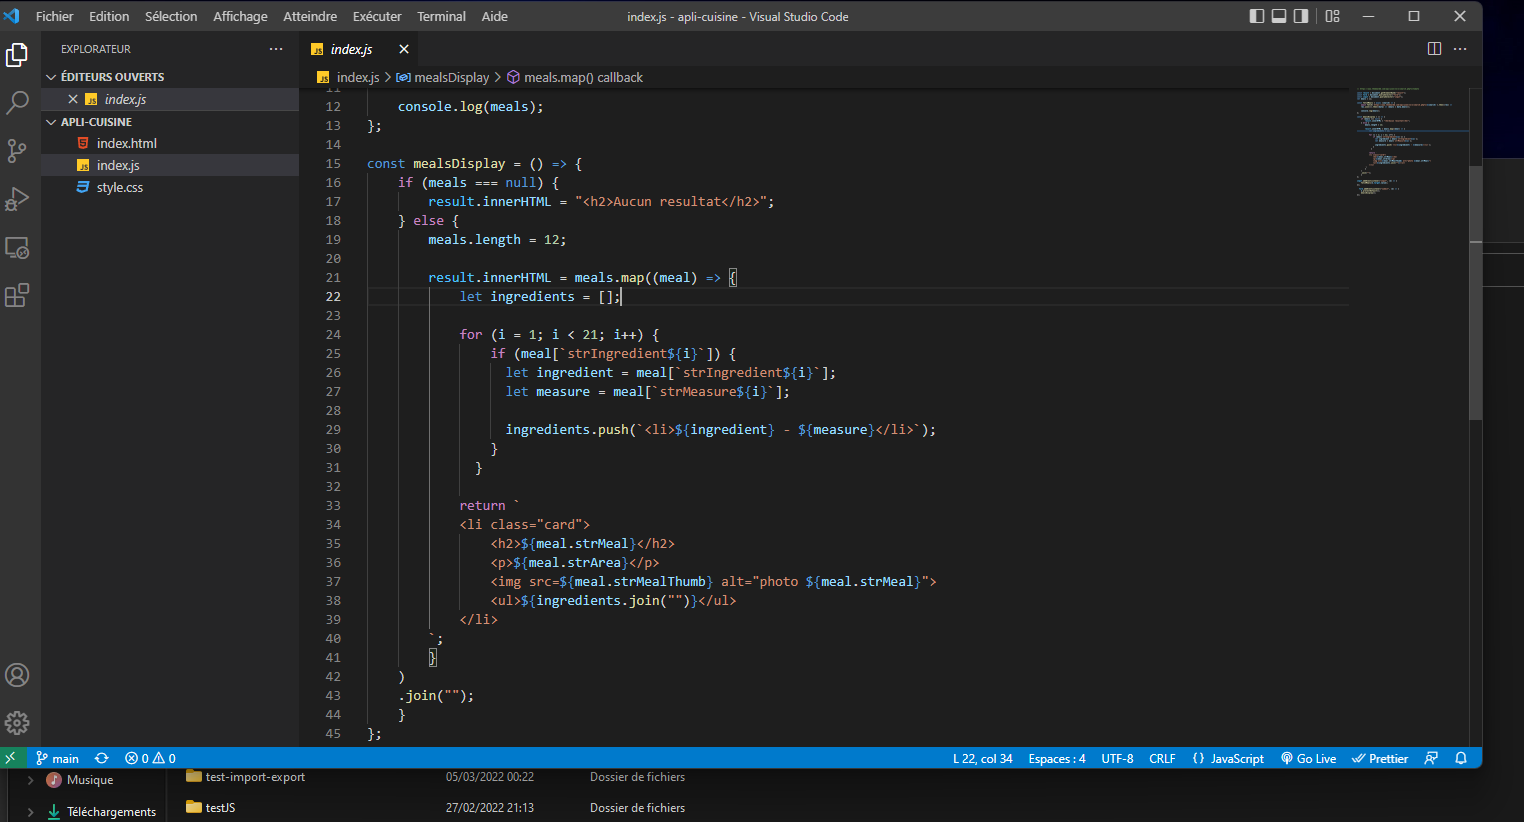 Fichier Edition Sélection Affichage Atteindre Exécuter Terminal Aide index.js - apli-cuisine - Visual Studio Code
EXPLORATEUR
ÉDITEURS OUVERTS
JS index.js
APLI-CUISINE
index.html
JS index.js
style.css
JS index.js
JS index.js > mealsDisplay > meals.map() callback
11
12 console.log(meals);
13 };
14
15 const mealsDisplay = () => {
16 if (meals === null) {
17 result.innerHTML = "<h2>Aucun resultat</h2>";
18 } else {
19 meals.length = 12;
20
21 result.innerHTML = meals.map((meal) => {
22 let ingredients = [];
23
24 for (i = 1; i < 21; i++) {
25 if (meal[`strIngredient${i}`]) {
26 let ingredient = meal[`strIngredient${i}`];
27 let measure = meal[`strMeasure${i}`];
28
29 ingredients.push(`<li>${ingredient} - ${measure}</li>`);
30 }
31 }
32
33 return `
34 <li class="card">
35 <h2>${meal.strMeal}</h2>
36 <p>${meal.strArea}</p>
37 <img src=${meal.strMealThumb} alt="photo ${meal.strMeal}">
38 <ul>${ingredients.join("")}</ul>
39 </li>
40 `;
41 }
42 )
43 .join("");
44 }
45 };
main 0 0 L 22, col 34 Espaces : 4 UTF-8 CRLF {} JavaScript Go Live Prettier
Musique test-import-export 05/03/2022 00:22 Dossier de fichiers
Téléchargements testJS 27/02/2022 21:13 Dossier de fichiers